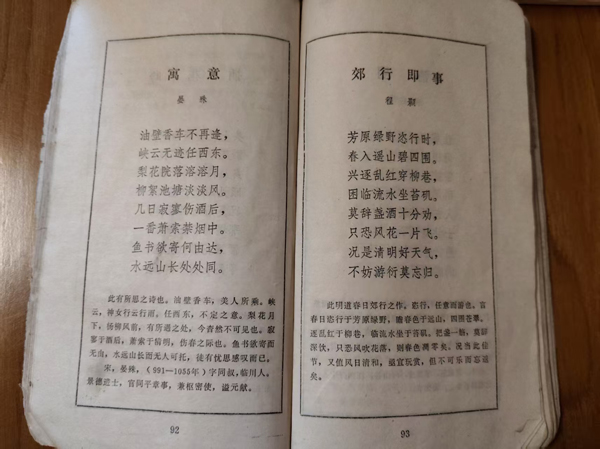 寓意
晏殊
油壁香车不再逢，
峡云无迹任西东。
梨花院落溶溶月，
柳絮池塘淡淡风。
几日寂寥伤酒后，
一番萧索禁烟中。
鱼书欲寄何由达，
水远山长处处同。
此有所思之诗也。油壁香车，美人所乘。峡
云，神女行云行雨。任西东，不定之意。梨花月
下，杨柳风前，有所遇之处，今杳然不可见也。寂
寥于酒后，萧索于禁明，伤春之际也。鱼书欲寄而
无由，水远山长而无人可托，徒有忧思感叹而已。
宋，晏殊，（991—1055年）字同叔，临川人。
景德进士，官同平章事，兼枢密使，谥元献。
92
郊行即事
程颢
芳原绿野恣行时，
春入遥山碧四围。
兴逐乱红穿柳巷，
困临流水坐苔矶。
莫辞盏酒十分劝，
只恐风花一片飞。
况是清明好天气，
不妨游衍莫忘归。
此明道春日郊行之作。恣行，任意而游也。言
春日恣行于芳原绿野，瞻春色于远山，四围苍翠。
逐乱红于柳巷，临流水坐于苔矶。把盏一觞，莫辞
深饮，只恐风吹花落，则春色凋零矣。况当此佳
节，又值风日清和，虽宜玩赏，但不可乐而忘返
矣。
93